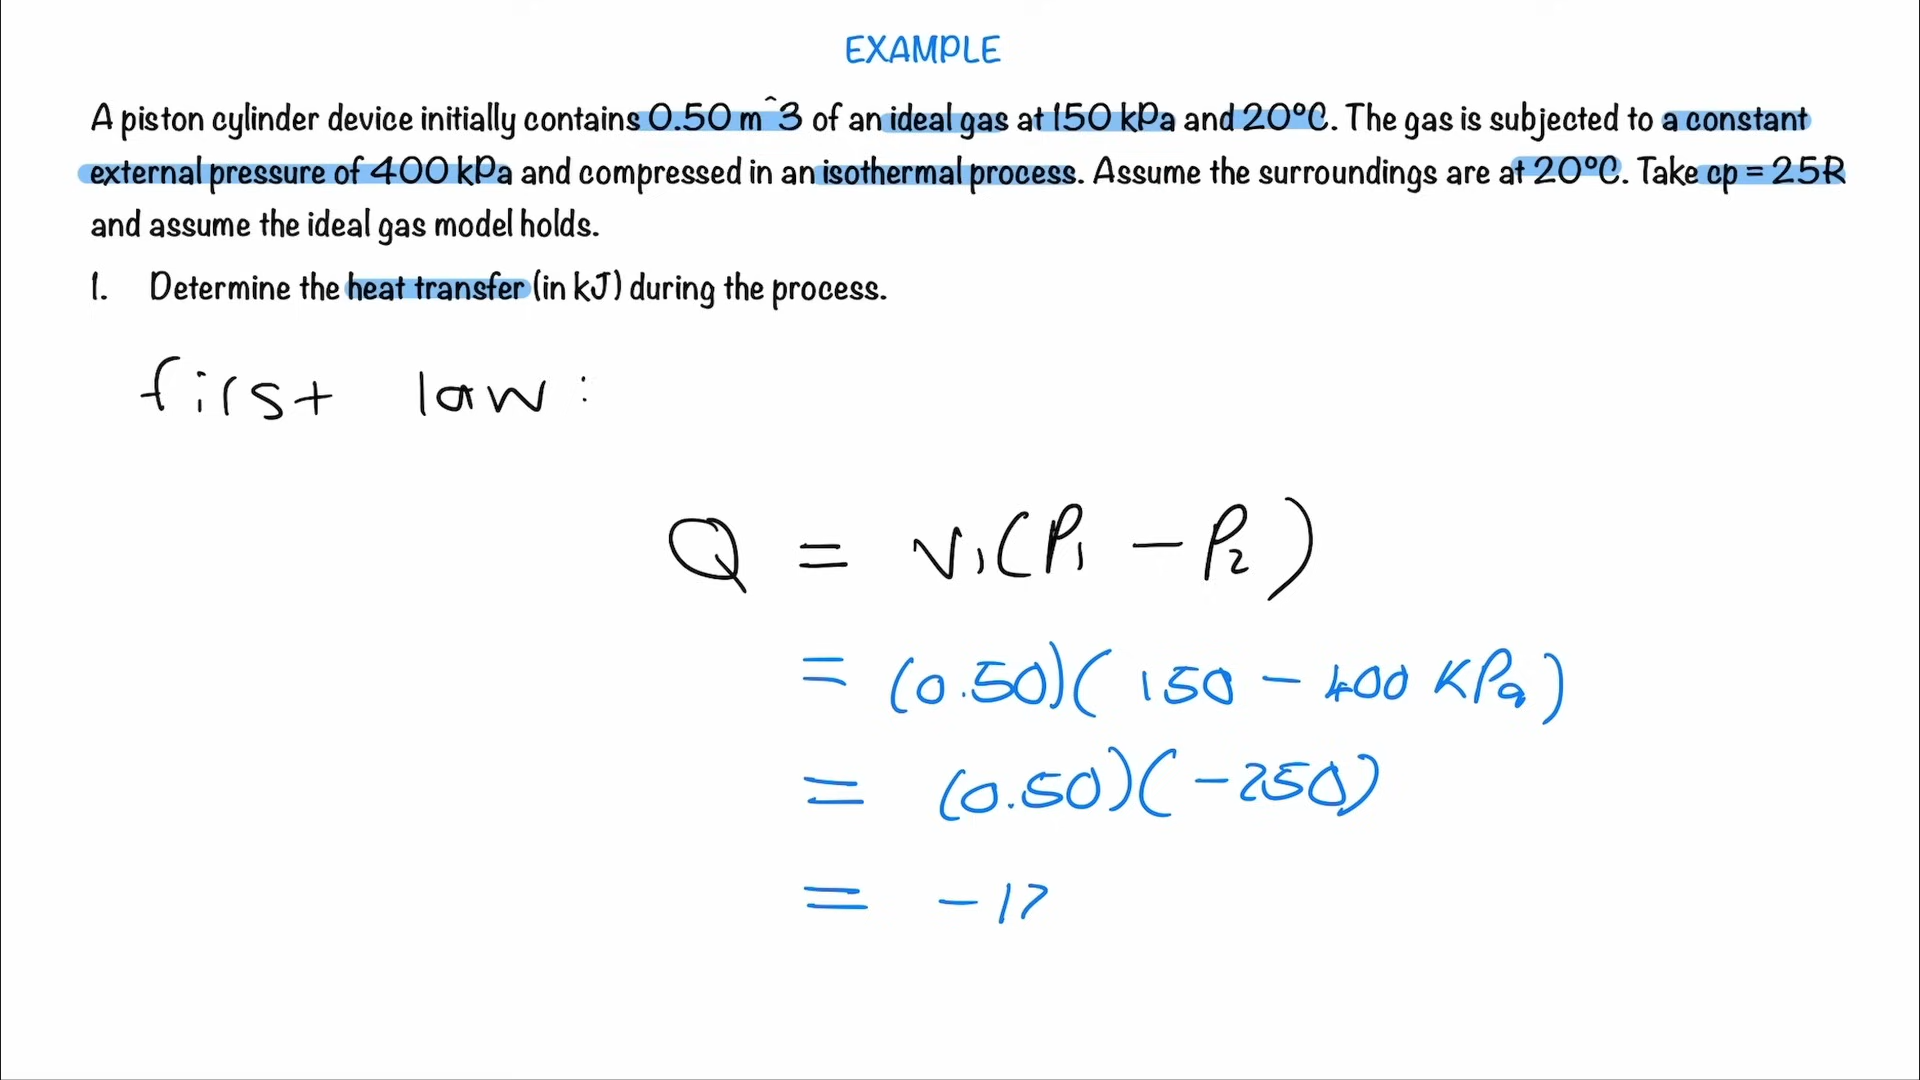 EXAMPLE
A piston cylinder device initially contains 0.50 m^3 of an ideal gas at 150 kPa and 20°C. The gas is subjected to a constant
external pressure of 400 kPa and compressed in an isothermal process. Assume the surroundings are at 20°C. Take cp = 2.5R
and assume the ideal gas model holds.
1. Determine the heat transfer (in kJ) during the process.
first law:
Q = V₁(P₁ - P₂)
= (0.50)(150 - 400 KPa)
= (0.50)(-250)
= -12